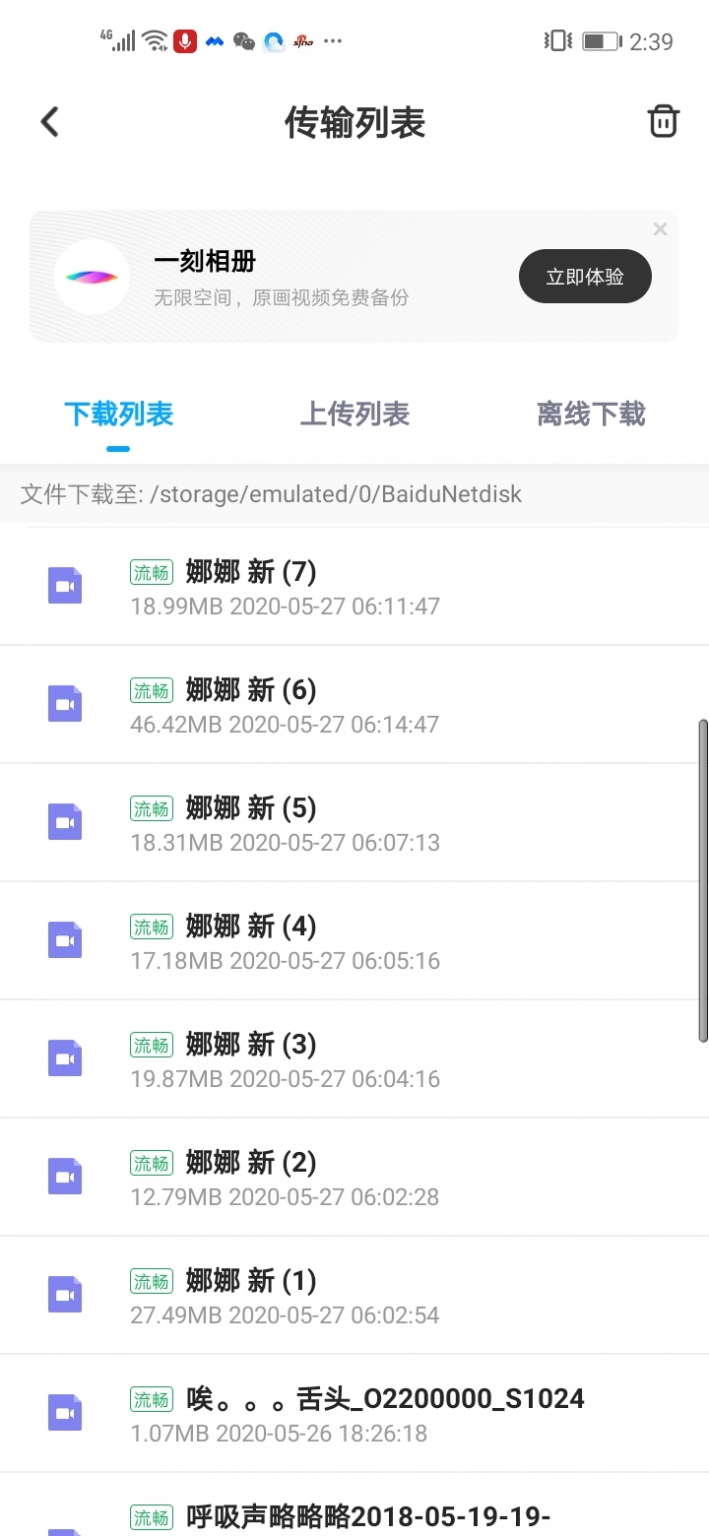 4G 2:39
传输列表
一刻相册
无限空间，原画视频免费备份
立即体验
下载列表 上传列表 离线下载
文件下载至: /storage/emulated/0/BaiduNetdisk
流畅 娜娜 新 (7)
18.99MB 2020-05-27 06:11:47
流畅 娜娜 新 (6)
46.42MB 2020-05-27 06:14:47
流畅 娜娜 新 (5)
18.31MB 2020-05-27 06:07:13
流畅 娜娜 新 (4)
17.18MB 2020-05-27 06:05:16
流畅 娜娜 新 (3)
19.87MB 2020-05-27 06:04:16
流畅 娜娜 新 (2)
12.79MB 2020-05-27 06:02:28
流畅 娜娜 新 (1)
27.49MB 2020-05-27 06:02:54
流畅 唉。。。舌头_O2200000_S1024
1.07MB 2020-05-26 18:26:18
流畅 呼吸声略略略2018-05-19-19-